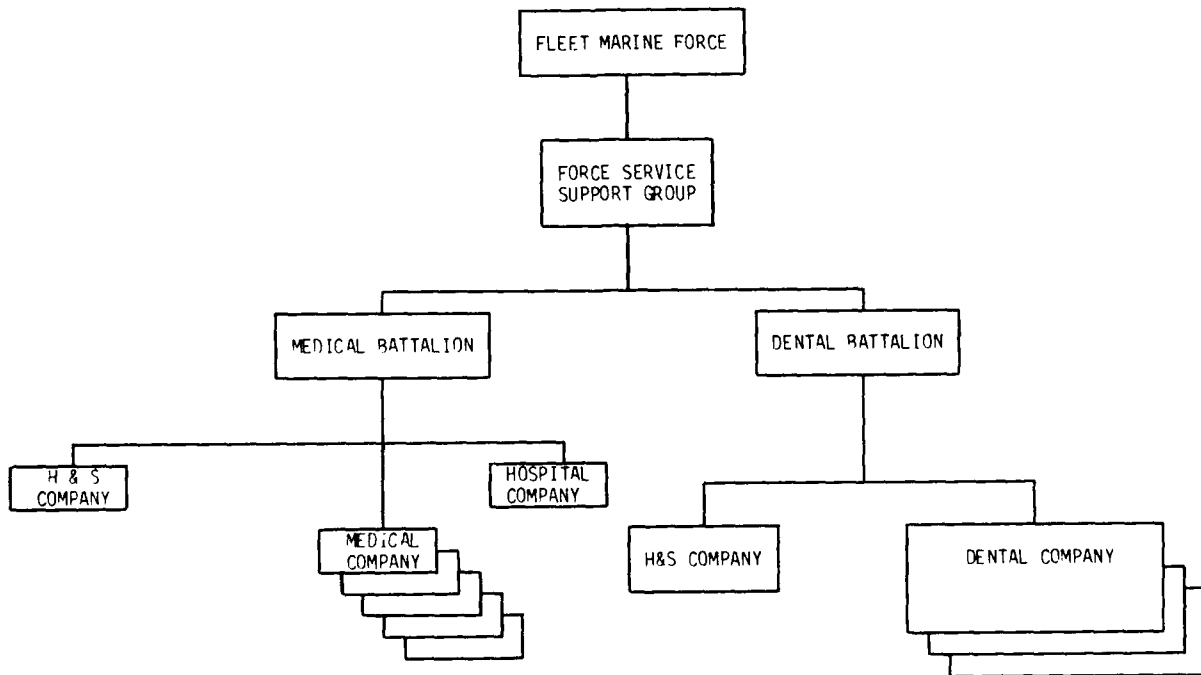 FLEET MARINE FORCE
FORCE SERVICE
SUPPORT GROUP
MEDICAL BATTALION
DENTAL BATTALION
H & S
COMPANY
HOSPITAL
COMPANY
MEDICAL
COMPANY
H&S COMPANY
DENTAL COMPANY